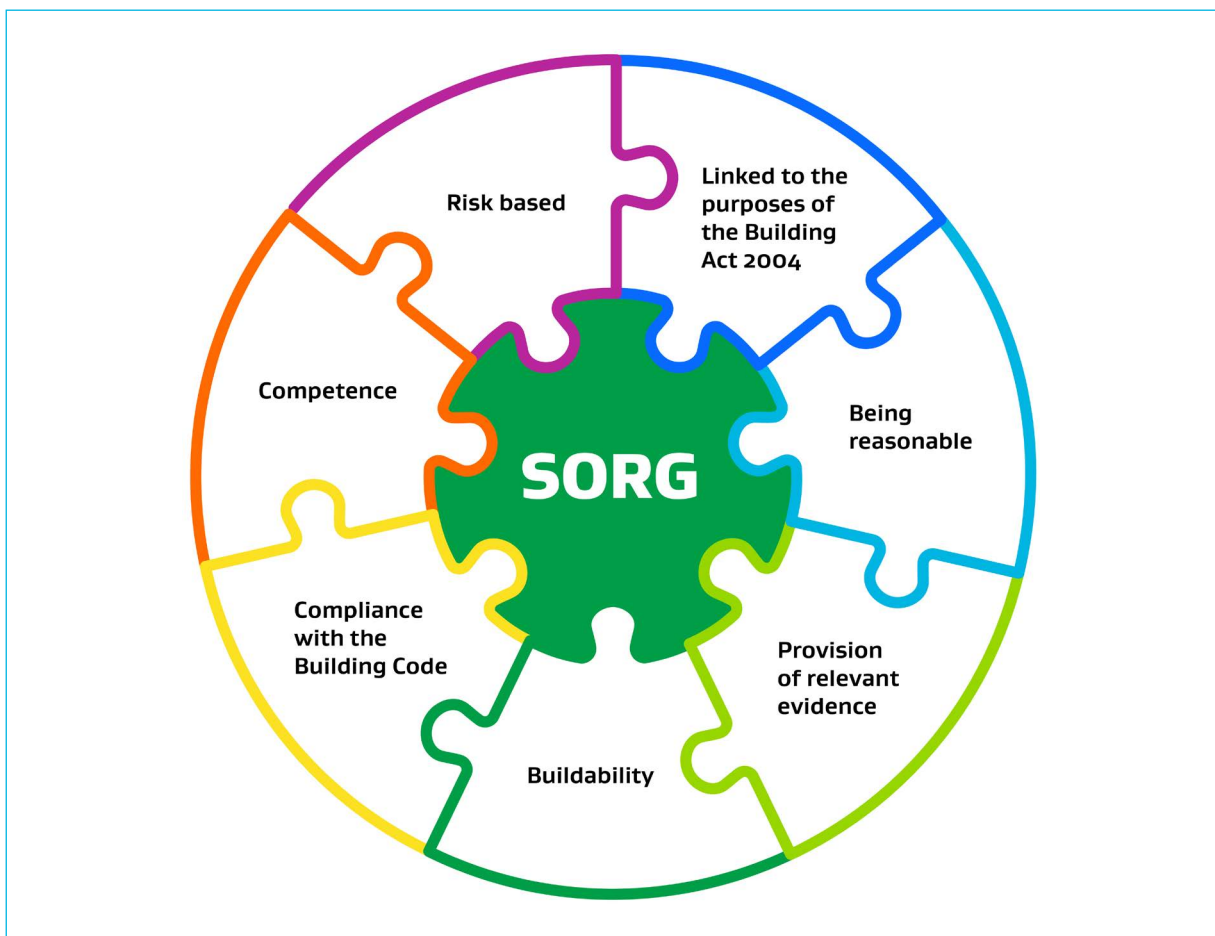 Risk based
Linked to the
purposes of
the Building
Act 2004
Competence
Being
reasonable
SORG
Compliance
with the
Building Code
Provision
of relevant
evidence
Buildability